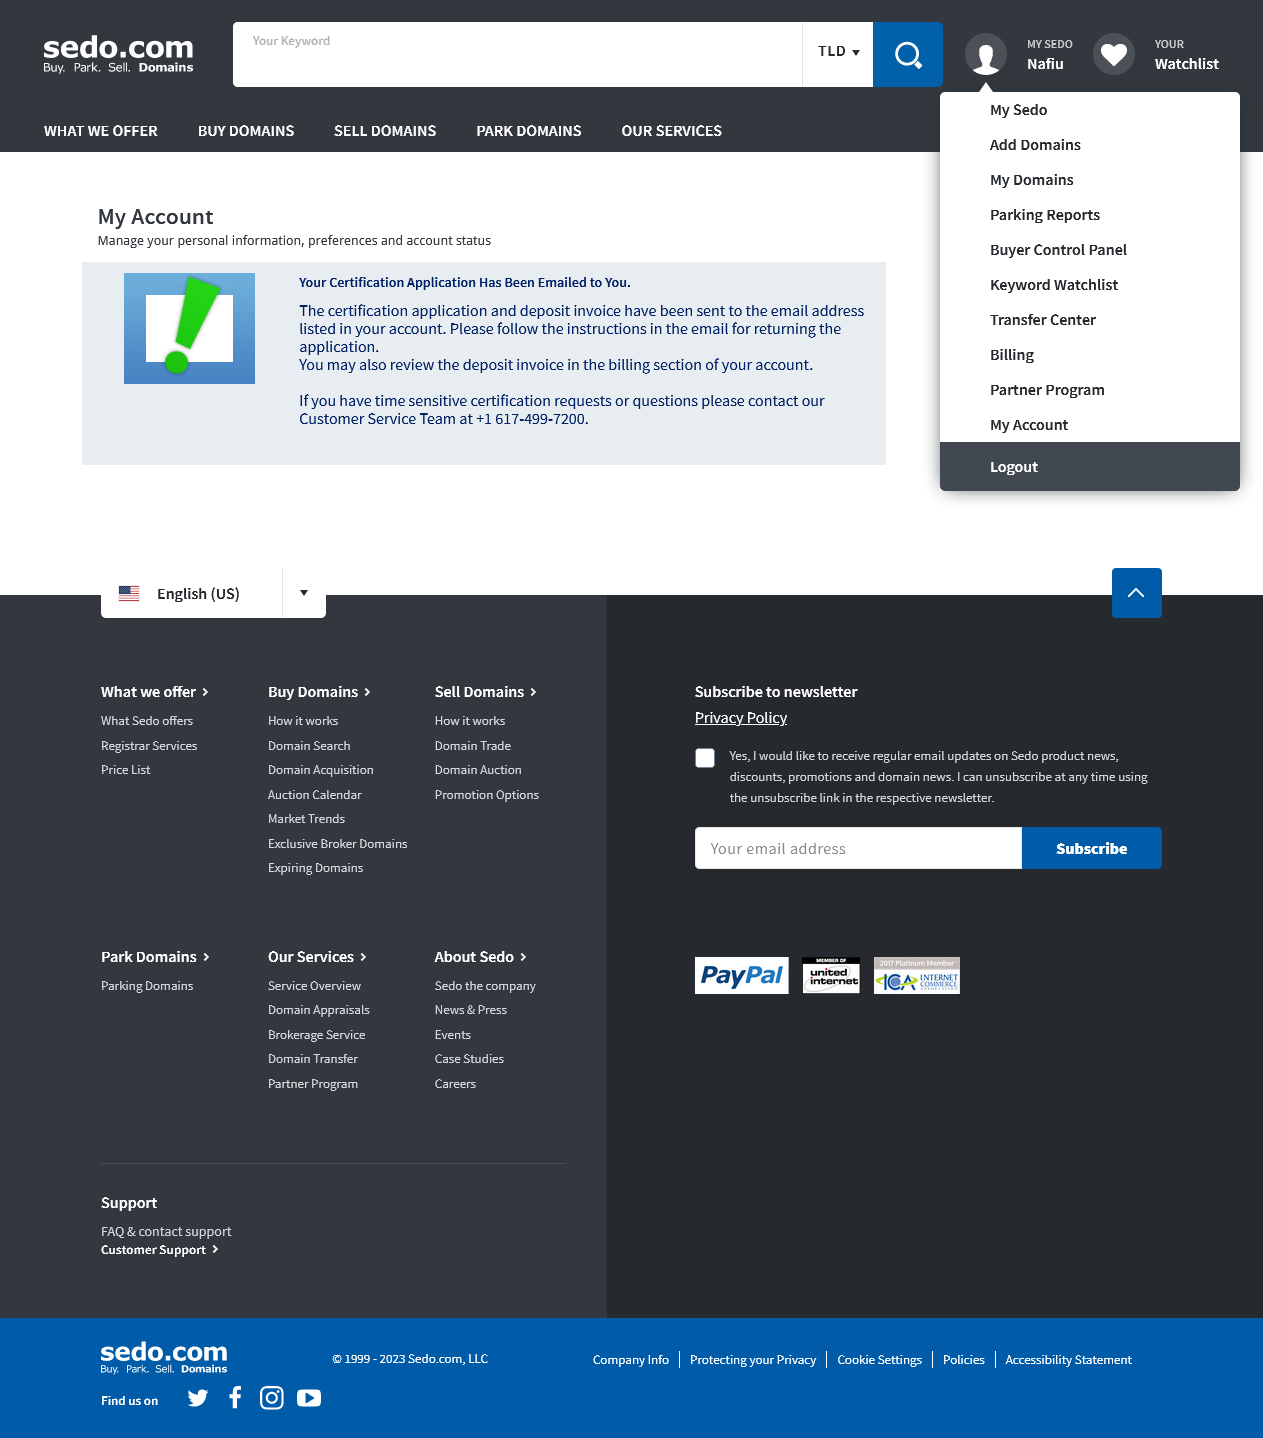 sedo.com
Buy. Park. Sell. Domains
Your Keyword
TLD
MY SEDO
Nafiu
YOUR
Watchlist
WHAT WE OFFER
BUY DOMAINS
SELL DOMAINS
PARK DOMAINS
OUR SERVICES
My Sedo
Add Domains
My Domains
Parking Reports
Buyer Control Panel
Keyword Watchlist
Transfer Center
Billing
Partner Program
My Account
Logout
My Account
Manage your personal information, preferences and account status
Your Certification Application Has Been Emailed to You.
The certification application and deposit invoice have been sent to the email address
listed in your account. Please follow the instructions in the email for returning the
application.
You may also review the deposit invoice in the billing section of your account.
If you have time sensitive certification requests or questions please contact our
Customer Service Team at +1 617-499-7200.
English (US)
What we offer
What Sedo offers
Registrar Services
Price List
Buy Domains
How it works
Domain Search
Domain Acquisition
Auction Calendar
Market Trends
Exclusive Broker Domains
Expiring Domains
Sell Domains
How it works
Domain Trade
Domain Auction
Promotion Options
Park Domains
Parking Domains
Our Services
Service Overview
Domain Appraisals
Brokerage Service
Domain Transfer
Partner Program
About Sedo
Sedo the company
News & Press
Events
Case Studies
Careers
Support
FAQ & contact support
Customer Support
Subscribe to newsletter
Privacy Policy
Yes, I would like to receive regular email updates on Sedo product news,
discounts, promotions and domain news. I can unsubscribe at any time using
the unsubscribe link in the respective newsletter.
Your email address
Subscribe
PayPal
MEMBER OF
united
internet
2017 Platinum Member
ICA
INTERNET
COMMERCE
ASSOCIATION
sedo.com
Buy. Park. Sell. Domains
© 1999 - 2023 Sedo.com, LLC
Company Info
Protecting your Privacy
Cookie Settings
Policies
Accessibility Statement
Find us on